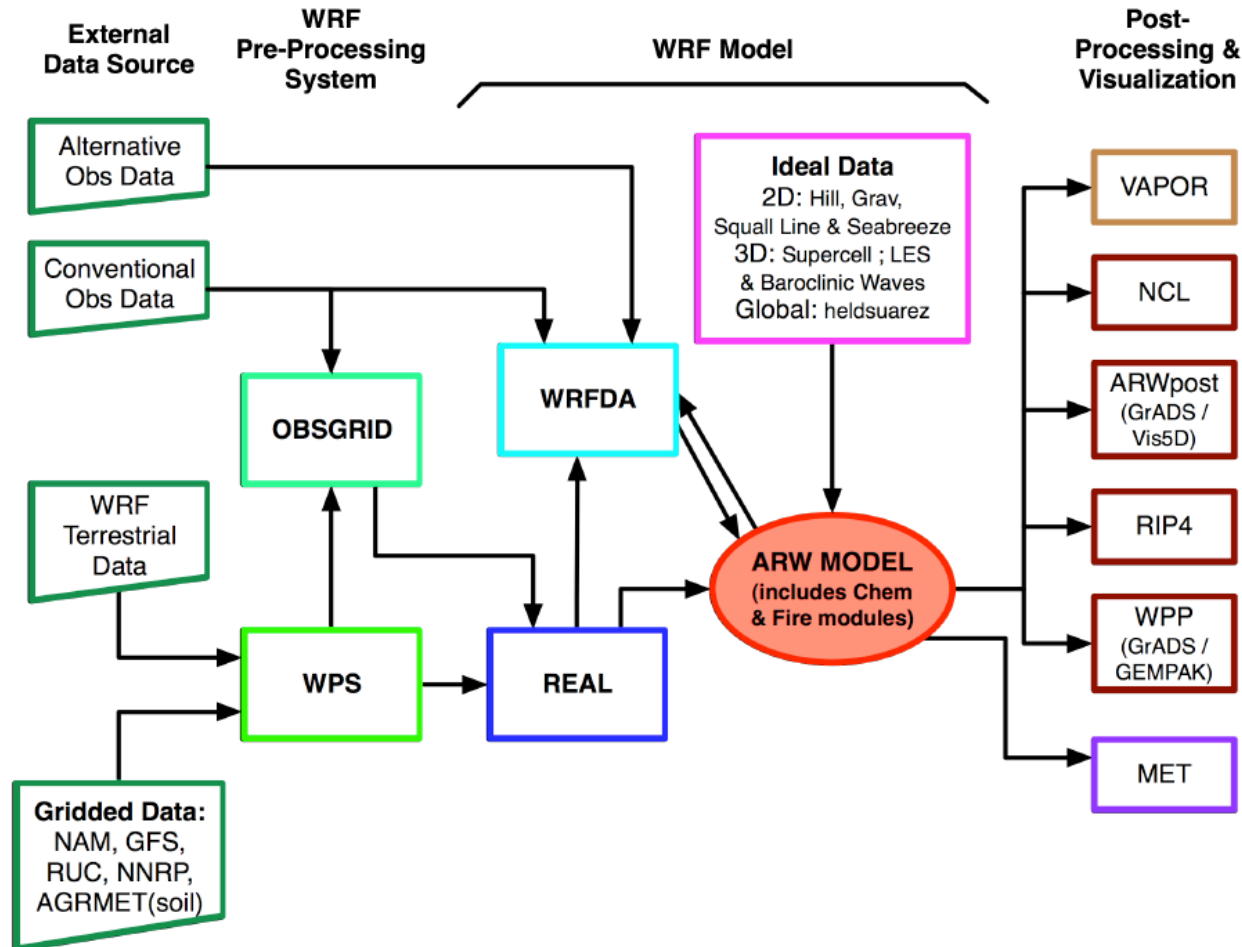 External
Data Source
WRF
Pre-Processing
System
WRF Model
Post-
Processing &
Visualization
Alternative
Obs Data
Conventional
Obs Data
WRF
Terrestrial
Data
Gridded Data:
NAM, GFS,
RUC, NNRP,
AGRMET(soil)
OBSGRID
WPS
WRFDA
REAL
Ideal Data
2D: Hill, Grav,
Squall Line & Seabreeze
3D: Supercell ; LES
& Baroclinic Waves
Global: heldsuarez
ARW MODEL
(includes Chem
& Fire modules)
VAPOR
NCL
ARWpost
(GrADS /
Vis5D)
RIP4
WPP
(GrADS /
GEMPAK)
MET